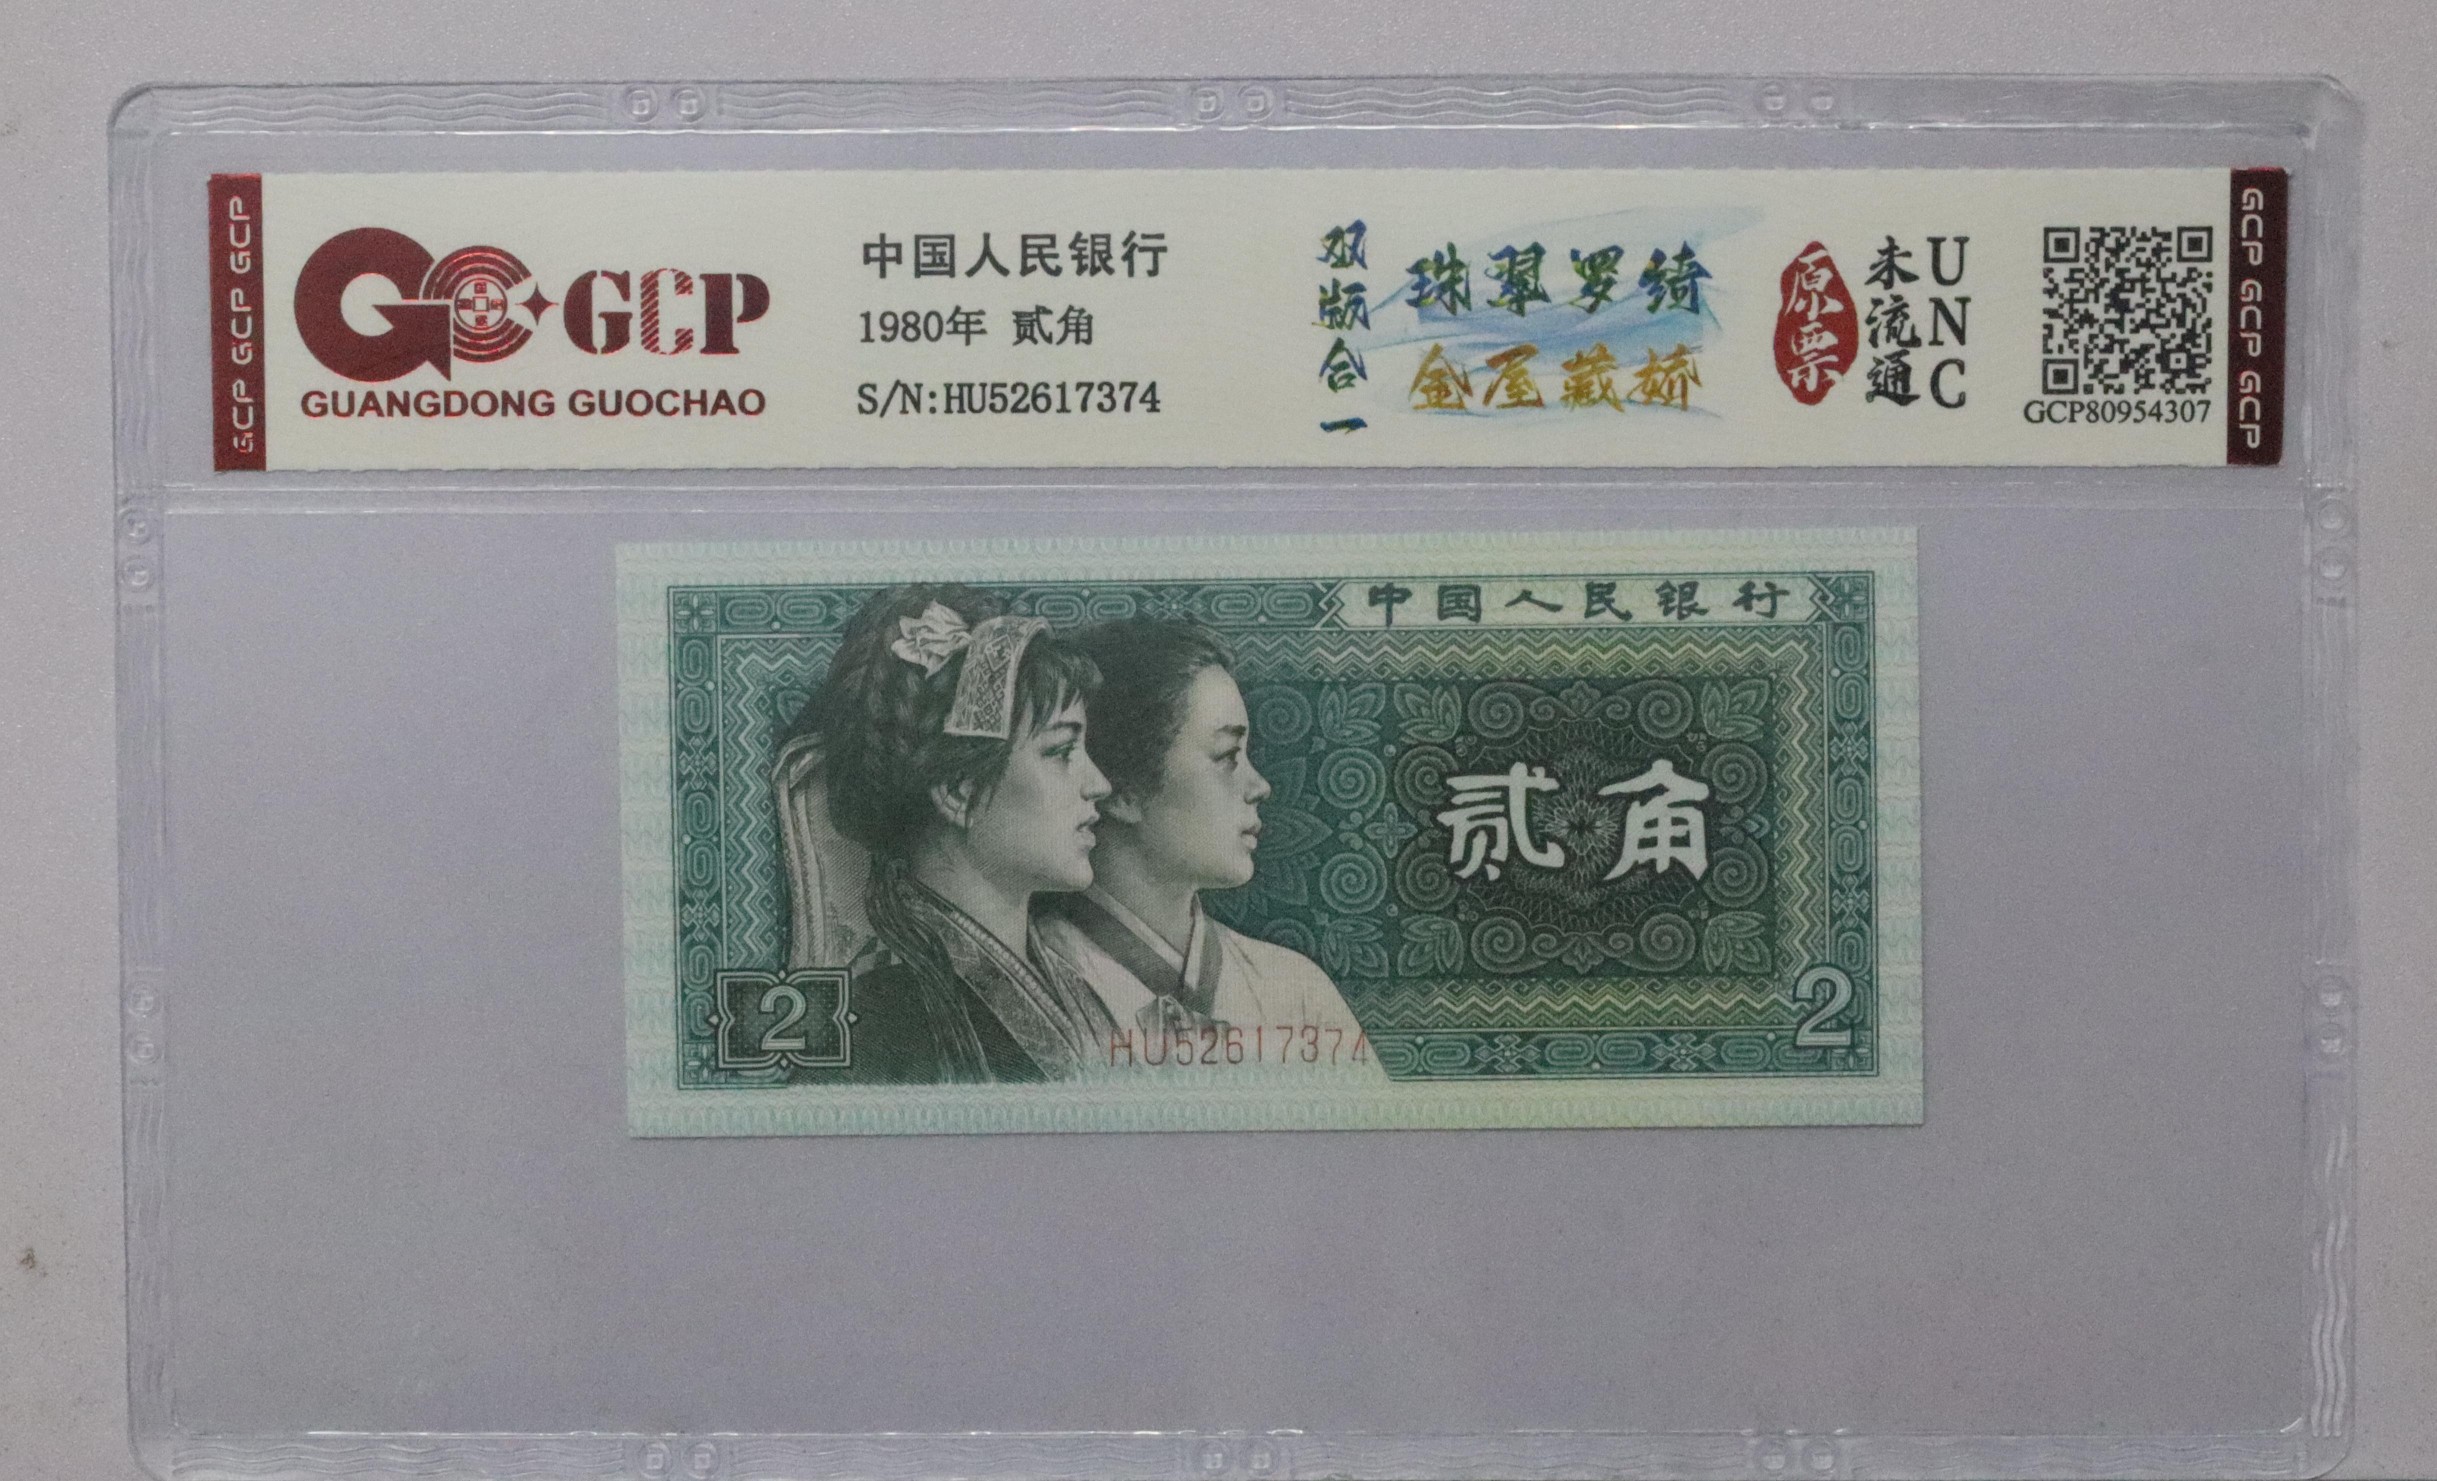 GCP GCP GCP
GCP
GUANGDONG GUOCHAO
中国人民银行
1980年 贰角
S/N:HU52617374
双版合一
珠翠罗绮
金屋藏娇
原票
未流通
UNC
GCP80954307
GCP GCP GCP
中国人民银行
贰角
2
2
HU52617374